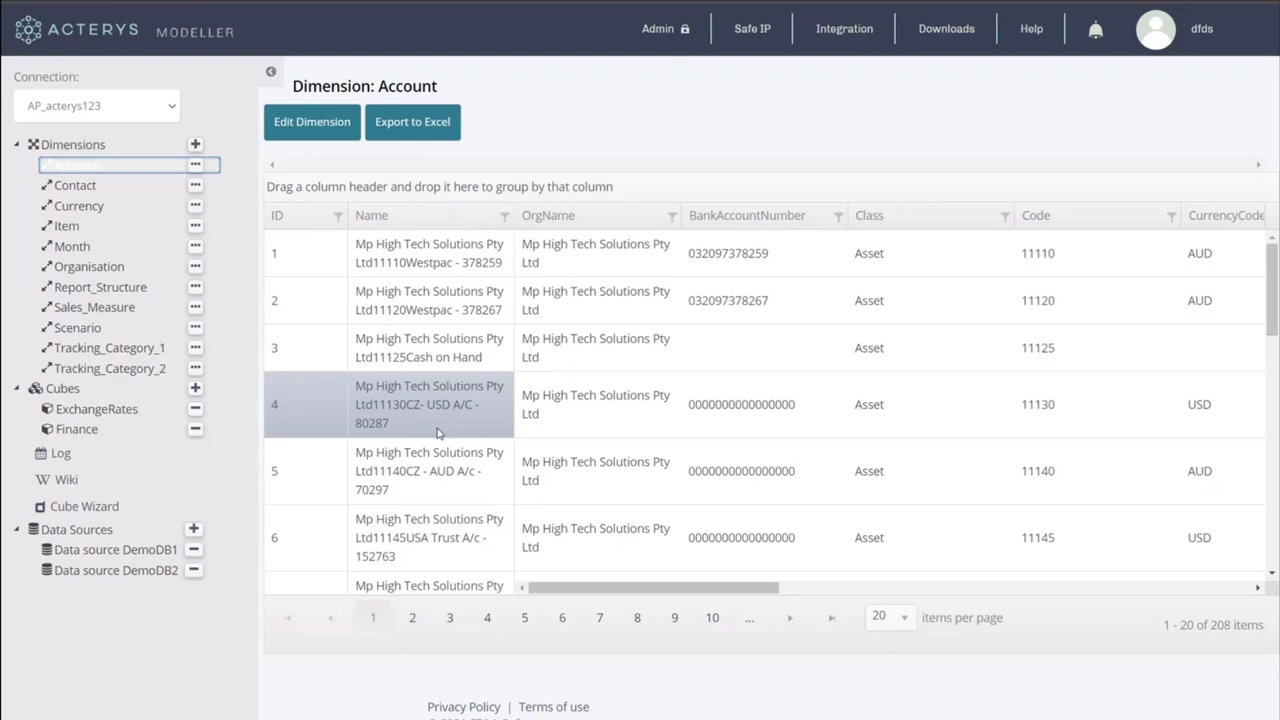 ACTERYS MODELLER
Admin
Safe IP
Integration
Downloads
Help
dfds
Connection:
AP_acterys123
Dimensions
Account
Contact
Currency
Item
Month
Organisation
Report_Structure
Sales_Measure
Scenario
Tracking_Category_1
Tracking_Category_2
Cubes
ExchangeRates
Finance
Log
Wiki
Cube Wizard
Data Sources
Data source DemoDB1
Data source DemoDB2
Dimension: Account
Edit Dimension
Export to Excel
Drag a column header and drop it here to group by that column
ID Name OrgName BankAccountNumber Class Code CurrencyCode
1
Mp High Tech Solutions Pty
Ltd11110Westpac - 378259
Mp High Tech Solutions Pty
Ltd
032097378259
Asset
11110
AUD
2
Mp High Tech Solutions Pty
Ltd11120Westpac - 378267
Mp High Tech Solutions Pty
Ltd
032097378267
Asset
11120
AUD
3
Mp High Tech Solutions Pty
Ltd11125Cash on Hand
Mp High Tech Solutions Pty
Ltd
Asset
11125
4
Mp High Tech Solutions Pty
Ltd11130CZ- USD A/C -
80287
Mp High Tech Solutions Pty
Ltd
0000000000000000
Asset
11130
USD
5
Mp High Tech Solutions Pty
Ltd11140CZ - AUD A/c -
70297
Mp High Tech Solutions Pty
Ltd
0000000000000000
Asset
11140
AUD
6
Mp High Tech Solutions Pty
Ltd11145USA Trust A/c -
152763
Mp High Tech Solutions Pty
Ltd
0000000000000000
Asset
11145
USD
Mp High Tech Solutions Pty
1 2 3 4 5 6 7 8 9 10 ...
20 items per page
1 - 20 of 208 items
Privacy Policy | Terms of use